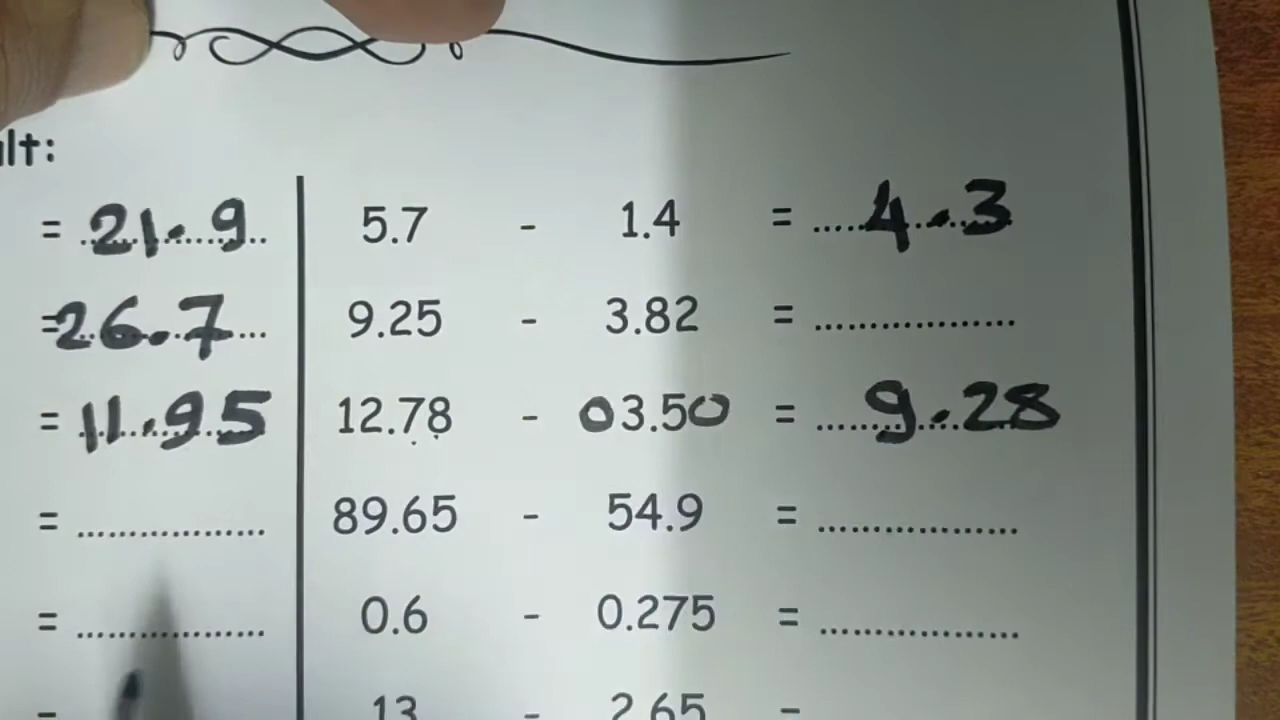 lt:
= 21.9 5.7 - 1.4 = 4.3
= 26.7 9.25 - 3.82 = ..................
= 11.95 12.78 - 03.50 = 9.28
= ................. 89.65 - 54.9 = ..................
= ................. 0.6 - 0.275 = ..................
= 13 - 2.65 =